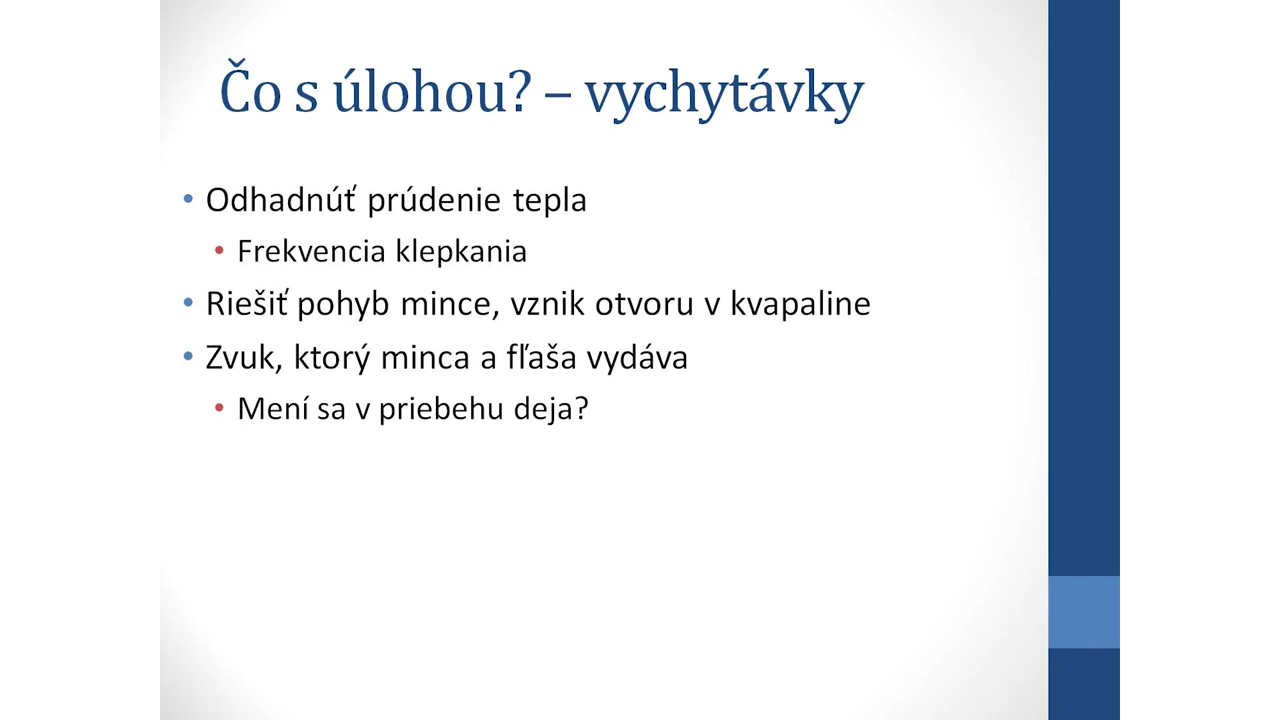 Čo s úlohou? – vychytávky
• Odhadnúť prúdenie tepla
• Frekvencia klepkania
• Riešiť pohyb mince, vznik otvoru v kvapaline
• Zvuk, ktorý minca a fľaša vydáva
• Mení sa v priebehu deja?